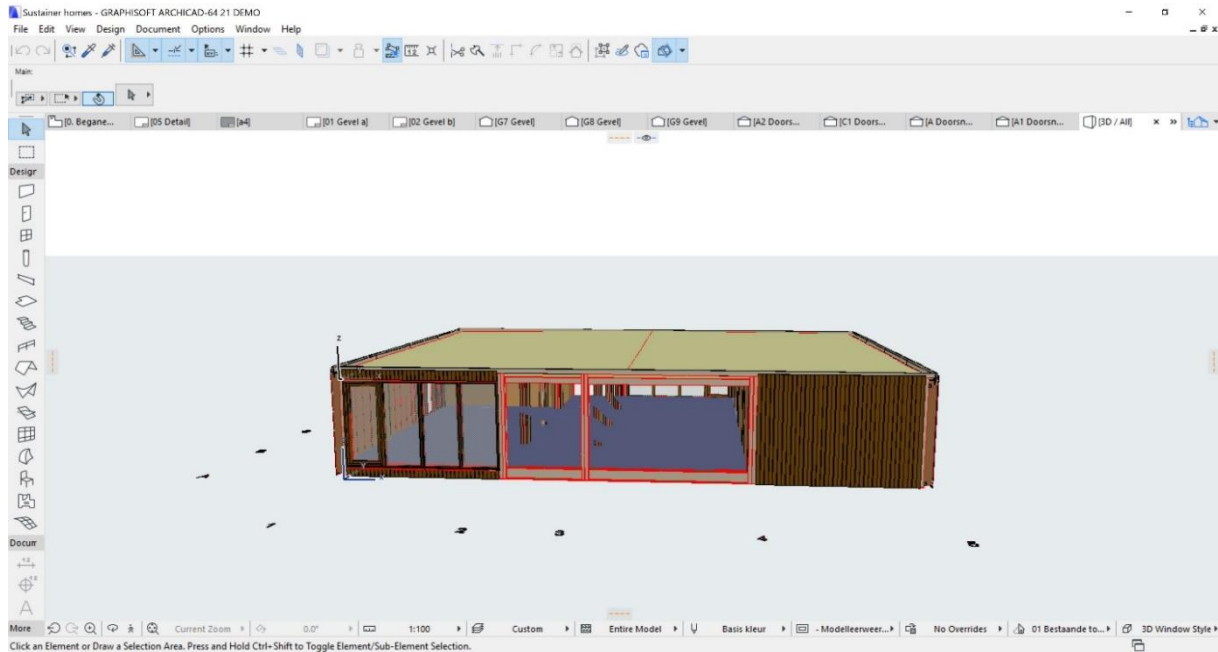 Sustainer homes - GRAPHISOFT ARCHICAD-64 21 DEMO
File Edit View Design Document Options Window Help
Main:
[0. Begane... [05 Detail] [a4] [01 Gevel a] [02 Gevel b] [G7 Gevel] [G8 Gevel] [G9 Gevel] [A2 Doors... [C1 Doors... [A Doorsn... [A1 Doorsn... [3D / All]
Desigr
z
Docum
More Current Zoom 0.0° 1:100 Custom Entire Model Basis kleur - Modelleerweer... No Overrides 01 Bestaande to... 3D Window Style
Click an Element or Draw a Selection Area. Press and Hold Ctrl+Shift to Toggle Element/Sub-Element Selection.